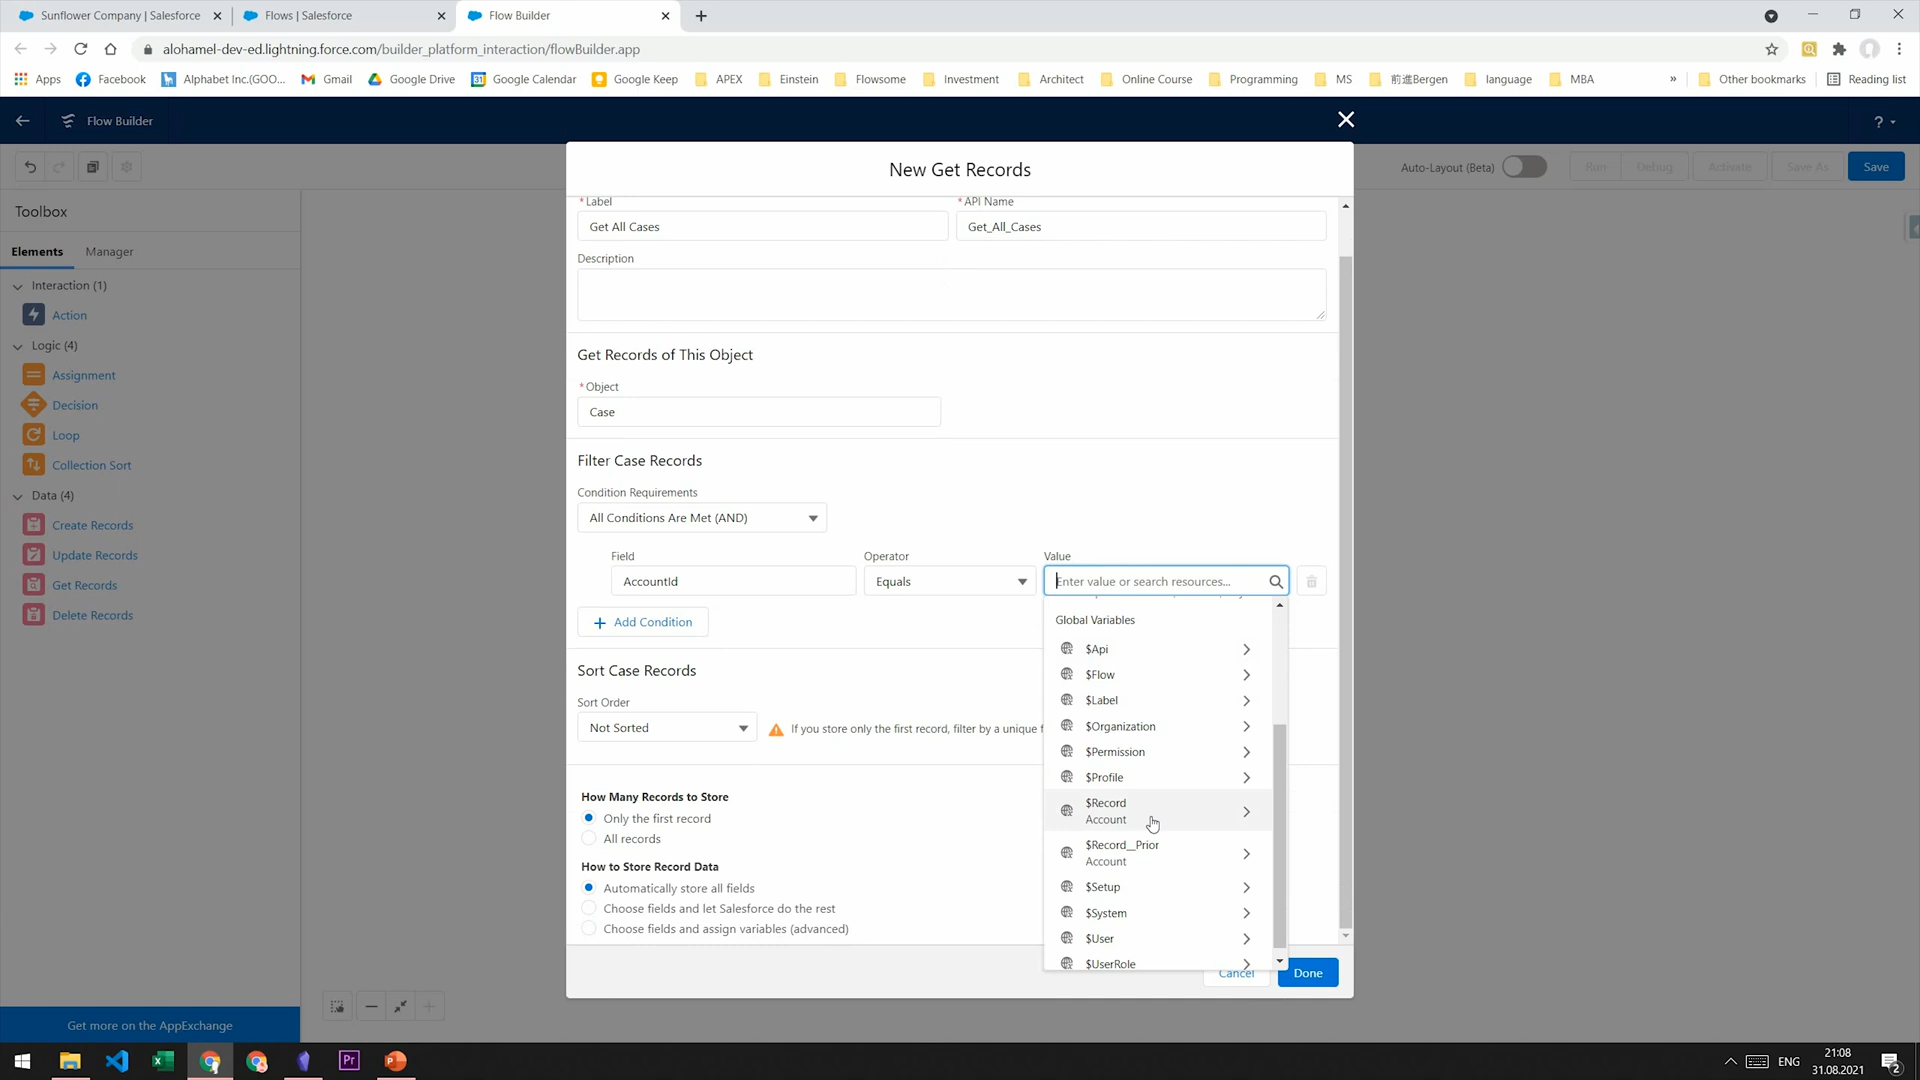 Sunflower Company | Salesforce
Flows | Salesforce
Flow Builder
alohamel-dev-ed.lightning.force.com/builder_platform_interaction/flowBuilder.app
Apps
Facebook
Alphabet Inc.(GOO...
Gmail
Google Drive
31
Google Calendar
Google Keep
APEX
Einstein
Flowsome
Investment
Architect
Online Course
Programming
MS
前進Bergen
language
MBA
»
Other bookmarks
Reading list
Flow Builder
?
New Get Records
Auto-Layout (Beta)
Run
Debug
Activate
Save As
Save
Toolbox
Elements
Manager
Interaction (1)
Action
Logic (4)
Assignment
Decision
Loop
Collection Sort
Data (4)
Create Records
Update Records
Get Records
Delete Records
Get more on the AppExchange
* Label
* API Name
Get All Cases
Get_All_Cases
Description
Get Records of This Object
* Object
Case
Filter Case Records
Condition Requirements
All Conditions Are Met (AND)
Field
Operator
Value
AccountId
Equals
Enter value or search resources...
+ Add Condition
Global Variables
$Api
$Flow
$Label
$Organization
$Permission
$Profile
$Record
Account
$Record__Prior
Account
$Setup
$System
$User
$UserRole
Sort Case Records
Sort Order
Not Sorted
If you store only the first record, filter by a unique f
How Many Records to Store
Only the first record
All records
How to Store Record Data
Automatically store all fields
Choose fields and let Salesforce do the rest
Choose fields and assign variables (advanced)
Cancel
Done
Pr
ENG
21:08
31.08.2021
2